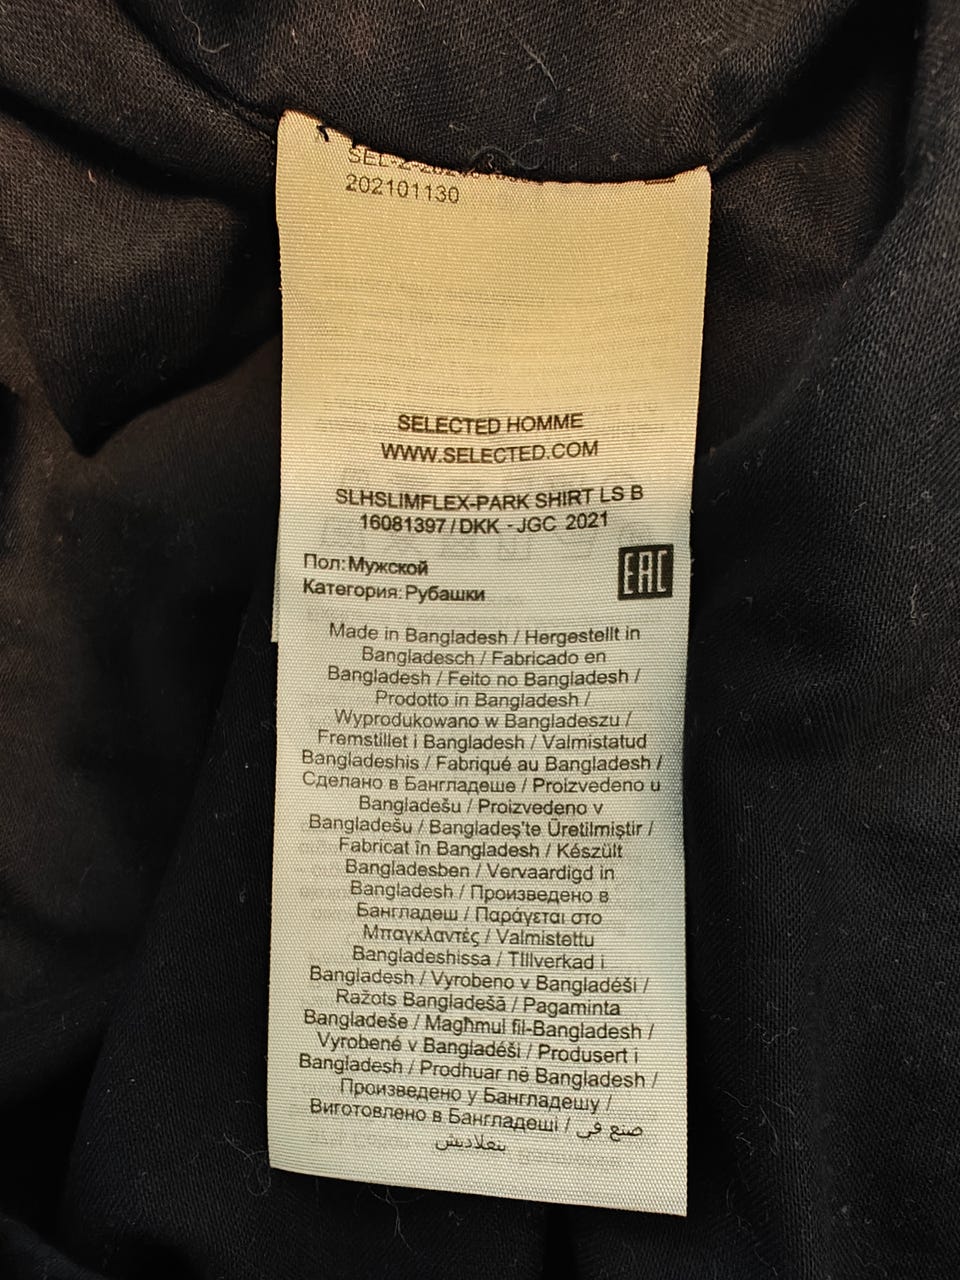 202101130
SELECTED HOMME
WWW.SELECTED.COM
SLHSLIMFLEX-PARK SHIRT LS B
16081397 / DKK - JGC 2021
Пол: Мужской
Категория: Рубашки
EAC
Made in Bangladesh / Hergestellt in
Bangladesch / Fabricado en
Bangladesh / Feito no Bangladesh /
Prodotto in Bangladesh /
Wyprodukowano w Bangladeszu /
Fremstillet i Bangladesh / Valmistatud
Bangladeshis / Fabriqué au Bangladesh /
Сделано в Бангладеше / Proizvedeno u
Bangladešu / Proizvedeno v
Bangladešu / Bangladeş'te Üretilmiştir /
Fabricat în Bangladesh / Készült
Bangladesben / Vervaardigd in
Bangladesh / Произведено в
Бангладеш / Παράγεται στο
Μπαγκλαντές / Valmistettu
Bangladeshissa / TIllverkad i
Bangladesh / Vyrobeno v Bangladéši /
Ražots Bangladešā / Pagaminta
Bangladeše / Magħmul fil-Bangladesh /
Vyrobené v Bangladéši / Produsert i
Bangladesh / Prodhuar në Bangladesh /
Произведено у Бангладешу /
Виготовлено в Бангладеші / صنع في
بنغلاديش